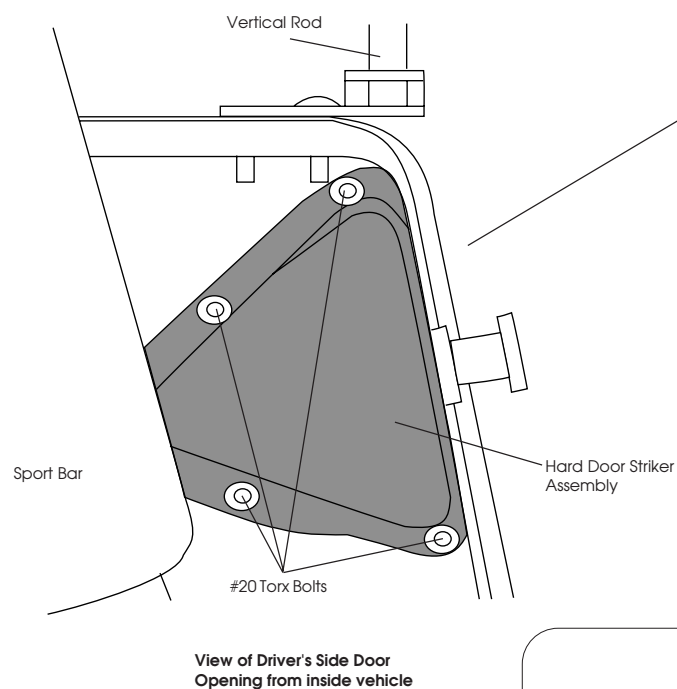 Vertical Rod
Sport Bar
Hard Door Striker
Assembly
#20 Torx Bolts
View of Driver's Side Door
Opening from inside vehicle